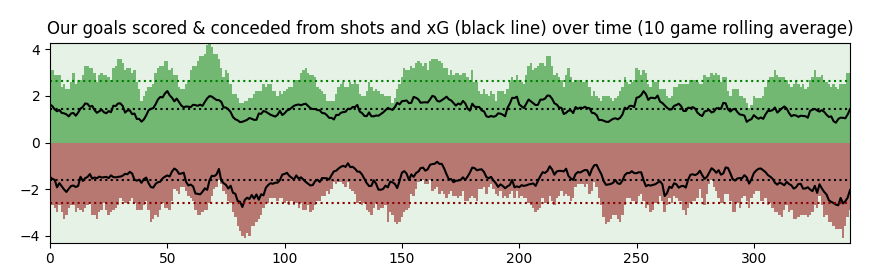 Our goals scored & conceded from shots and xG (black line) over time (10 game rolling average)
4
2
0
−2
−4
0 50 100 150 200 250 300